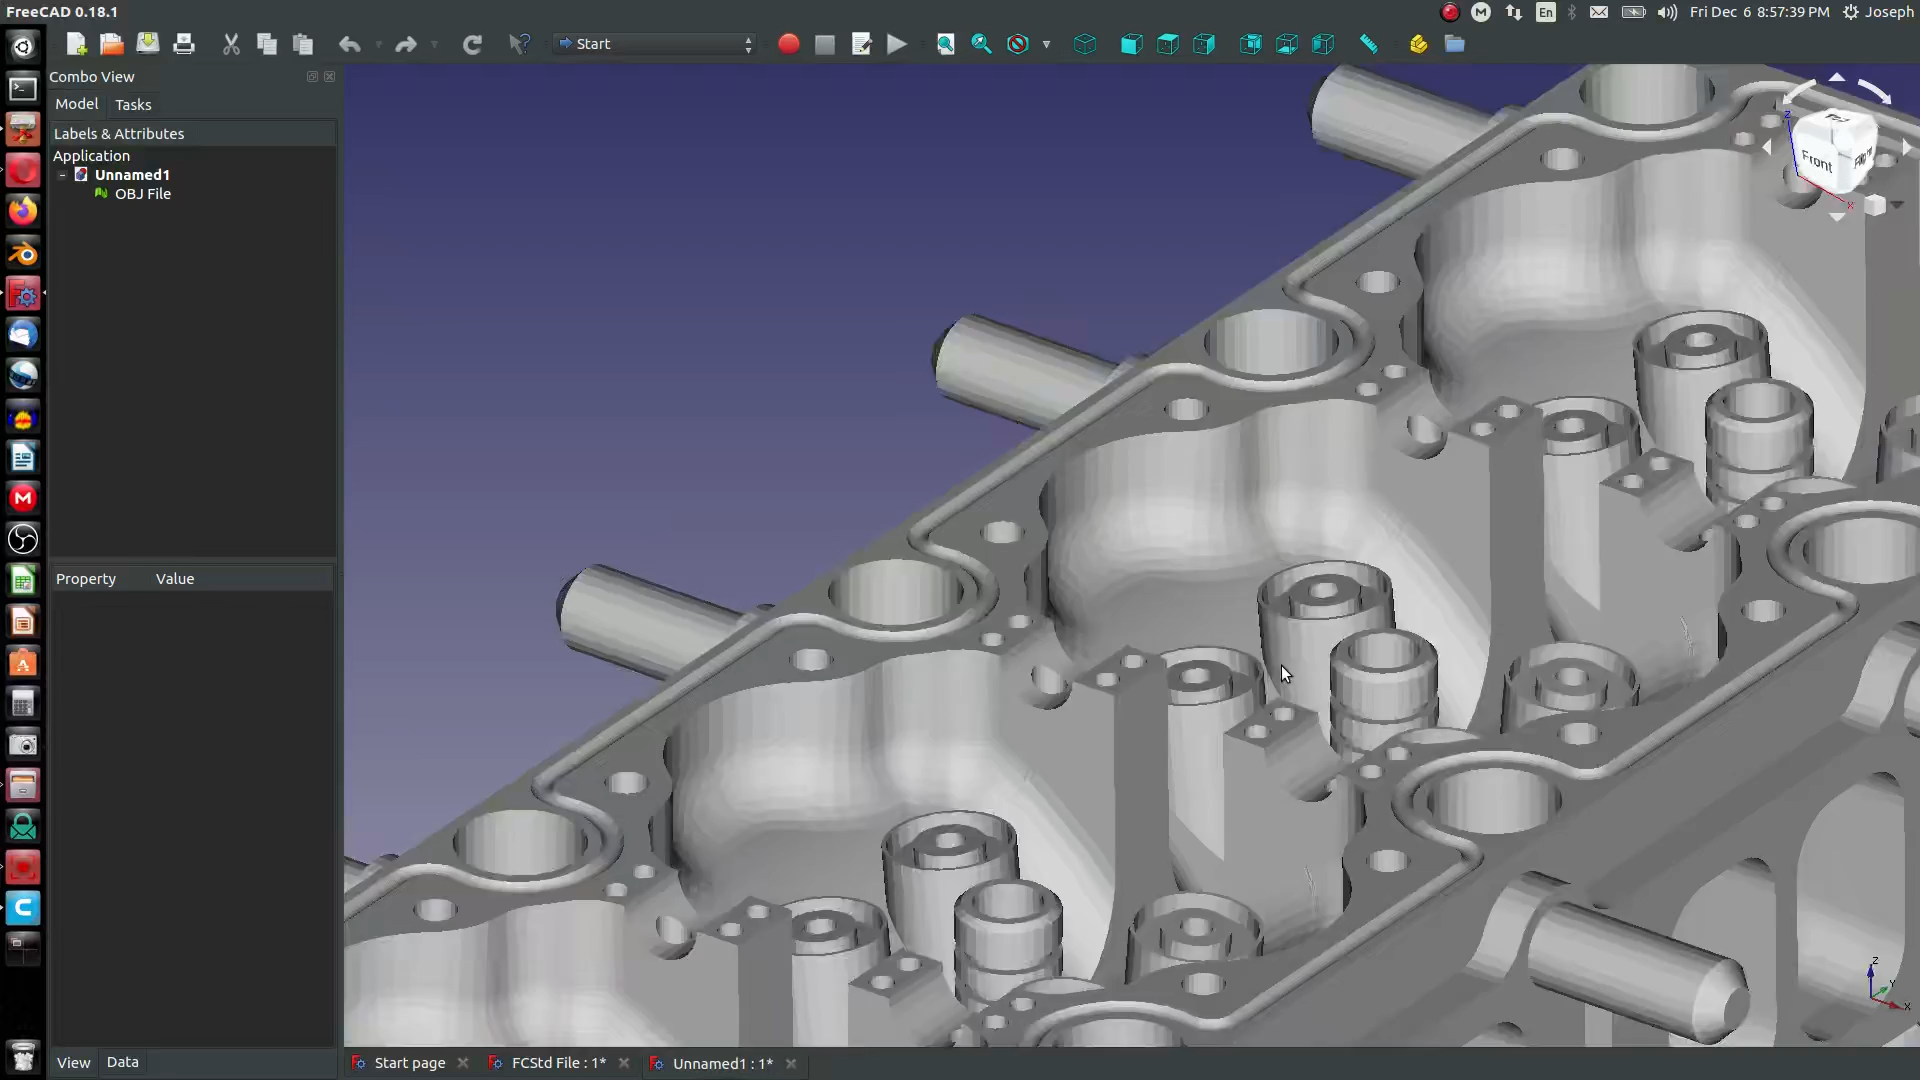 FreeCAD 0.18.1
En
Fri Dec 6 8:57:39 PM
Joseph
Start
Combo View
Model
Tasks
Labels & Attributes
Application
Unnamed1
OBJ File
Front
Z
X
Property
Value
Z
Y
X
View
Data
Start page
FCStd File : 1*
Unnamed1 : 1*